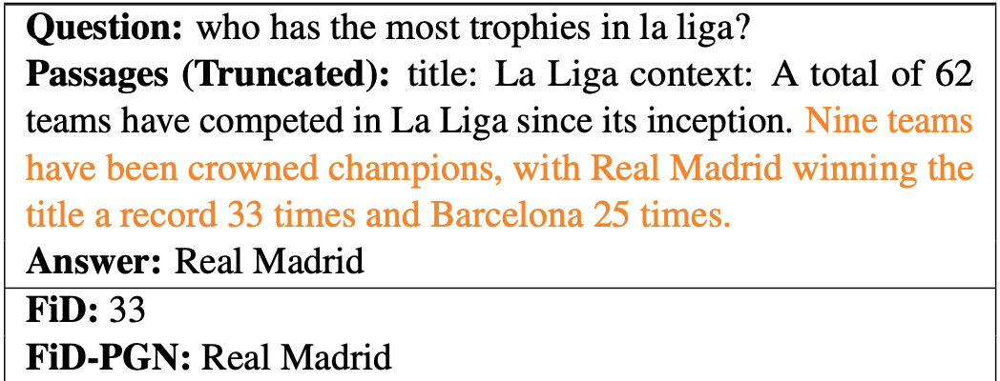 Question: who has the most trophies in la liga?
Passages (Truncated): title: La Liga context: A total of 62
teams have competed in La Liga since its inception. Nine teams
have been crowned champions, with Real Madrid winning the
title a record 33 times and Barcelona 25 times.
Answer: Real Madrid
FiD: 33
FiD-PGN: Real Madrid